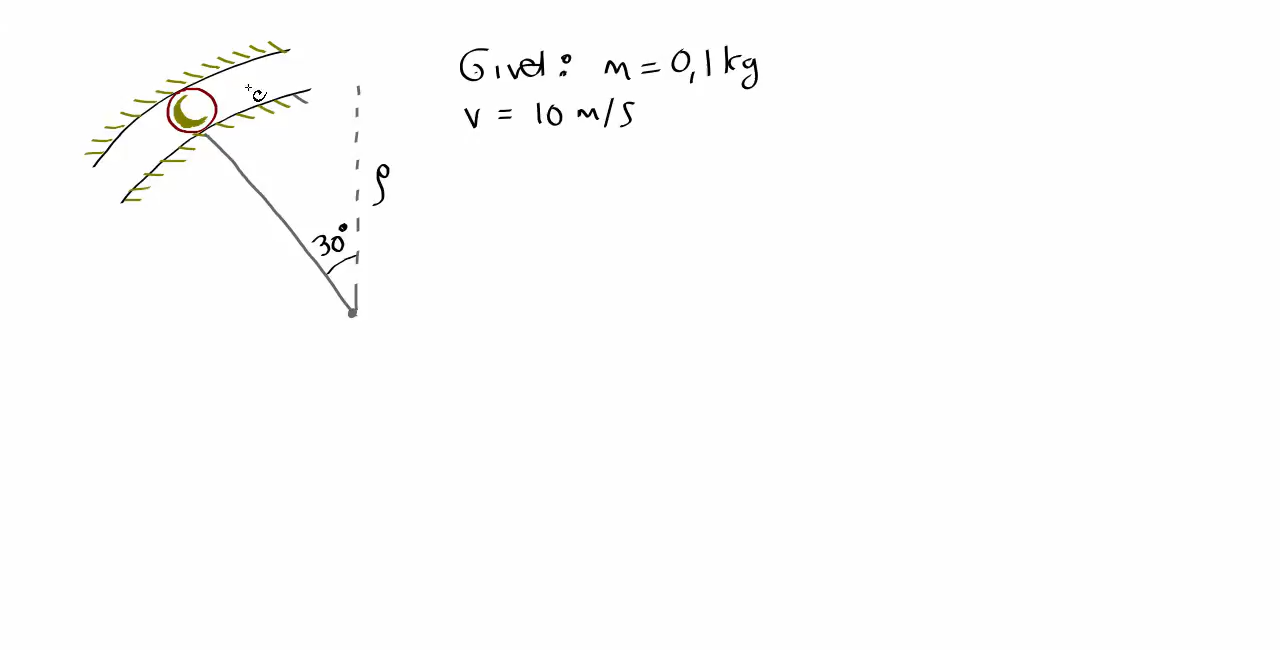 Givet: m = 0,1 kg
v = 10 m/s
ρ
30°